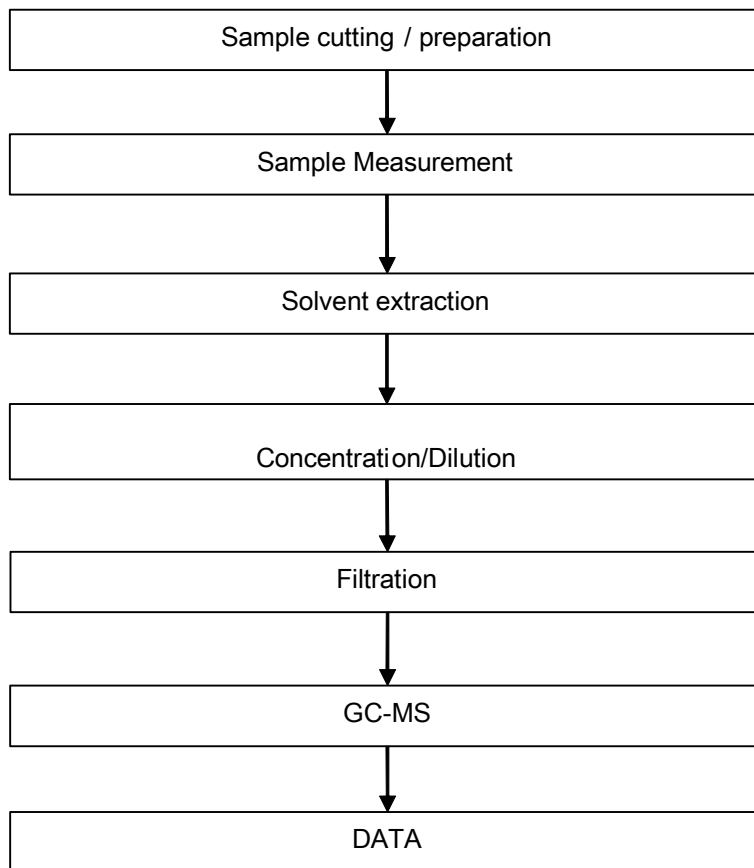 Sample cutting / preparation
Sample Measurement
Solvent extraction
Concentration/Dilution
Filtration
GC-MS
DATA